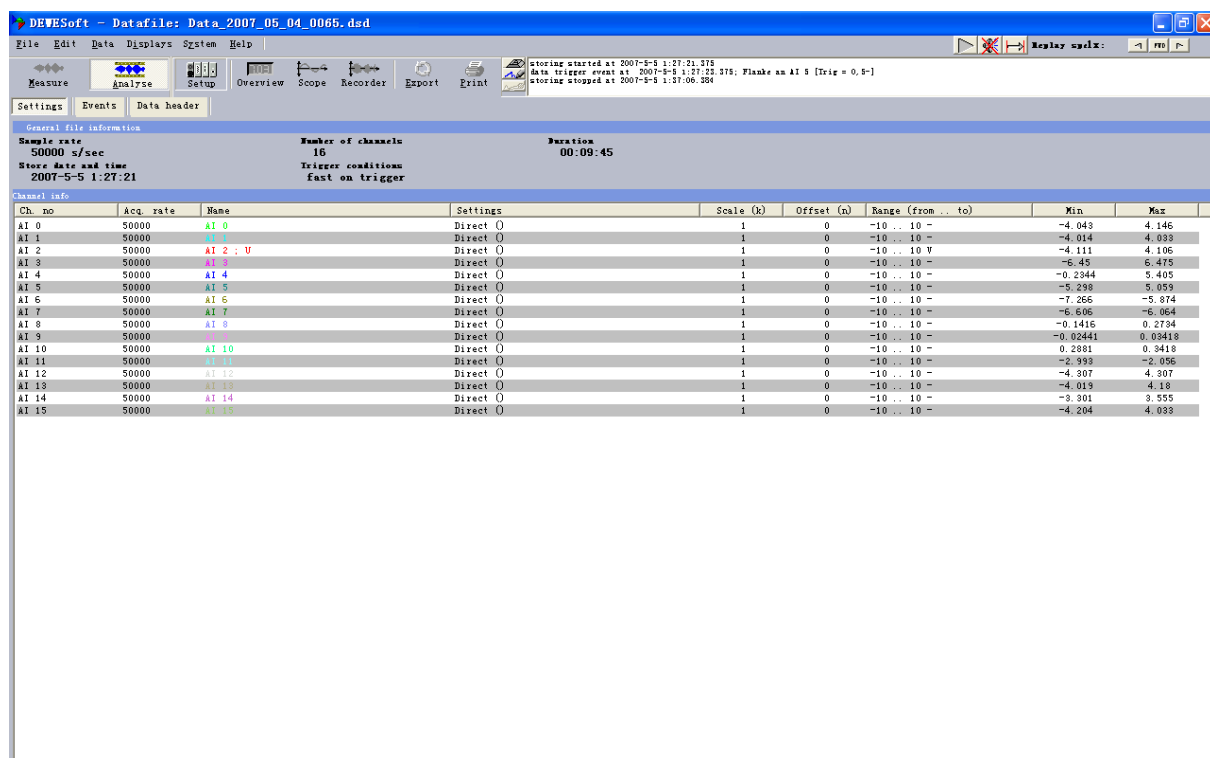 DEWESoft - Datafile: Data_2007_05_04_0065.dsd
File Edit Data Displays System Help
Measure Analyse Setup Overview Scope Recorder Export Print
storing started at 2007-5-5 1:27:21.375
data trigger event at 2007-5-5 1:27:23.375; Flanke an AI 5 [Trig = 0,5-]
storing stopped at 2007-5-5 1:37:06.384
Settings Events Data header
General file information
Sample rate Number of channels Duration
50000 s/sec 16 00:09:45
Store date and time Trigger conditions
2007-5-5 1:27:21 fast on trigger
Channel info
Ch. no Acq. rate Name Settings Scale (k) Offset (n) Range (from .. to) Min Max
AI 0 50000 AI 0 Direct () 1 0 -10 .. 10 - -4.043 4.146
AI 1 50000 AI 1 Direct () 1 0 -10 .. 10 - -4.014 4.033
AI 2 50000 AI 2 ; U Direct () 1 0 -10 .. 10 V -4.111 4.106
AI 3 50000 AI 3 Direct () 1 0 -10 .. 10 - -6.45 6.475
AI 4 50000 AI 4 Direct () 1 0 -10 .. 10 - -0.2344 5.405
AI 5 50000 AI 5 Direct () 1 0 -10 .. 10 - -5.298 5.059
AI 6 50000 AI 6 Direct () 1 0 -10 .. 10 - -7.266 -5.874
AI 7 50000 AI 7 Direct () 1 0 -10 .. 10 - -6.606 -6.064
AI 8 50000 AI 8 Direct () 1 0 -10 .. 10 - -0.1416 0.2734
AI 9 50000 AI 9 Direct () 1 0 -10 .. 10 - -0.02441 0.03418
AI 10 50000 AI 10 Direct () 1 0 -10 .. 10 - 0.2881 0.3418
AI 11 50000 AI 11 Direct () 1 0 -10 .. 10 - -2.993 -2.056
AI 12 50000 AI 12 Direct () 1 0 -10 .. 10 - -4.307 4.307
AI 13 50000 AI 13 Direct () 1 0 -10 .. 10 - -4.019 4.18
AI 14 50000 AI 14 Direct () 1 0 -10 .. 10 - -3.301 3.555
AI 15 50000 AI 15 Direct () 1 0 -10 .. 10 - -4.204 4.033